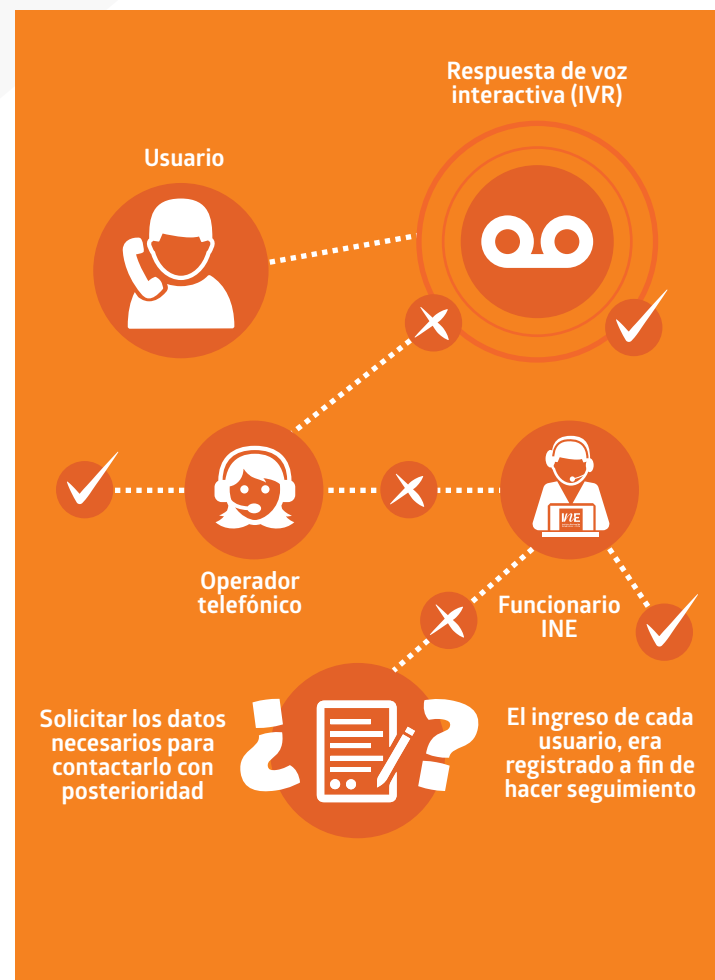 Respuesta de voz
interactiva (IVR)
Usuario
INE
Operador
telefónico
Funcionario
INE
Solicitar los datos
necesarios para
contactarlo con
posterioridad
El ingreso de cada
usuario, era
registrado a fin de
hacer seguimiento